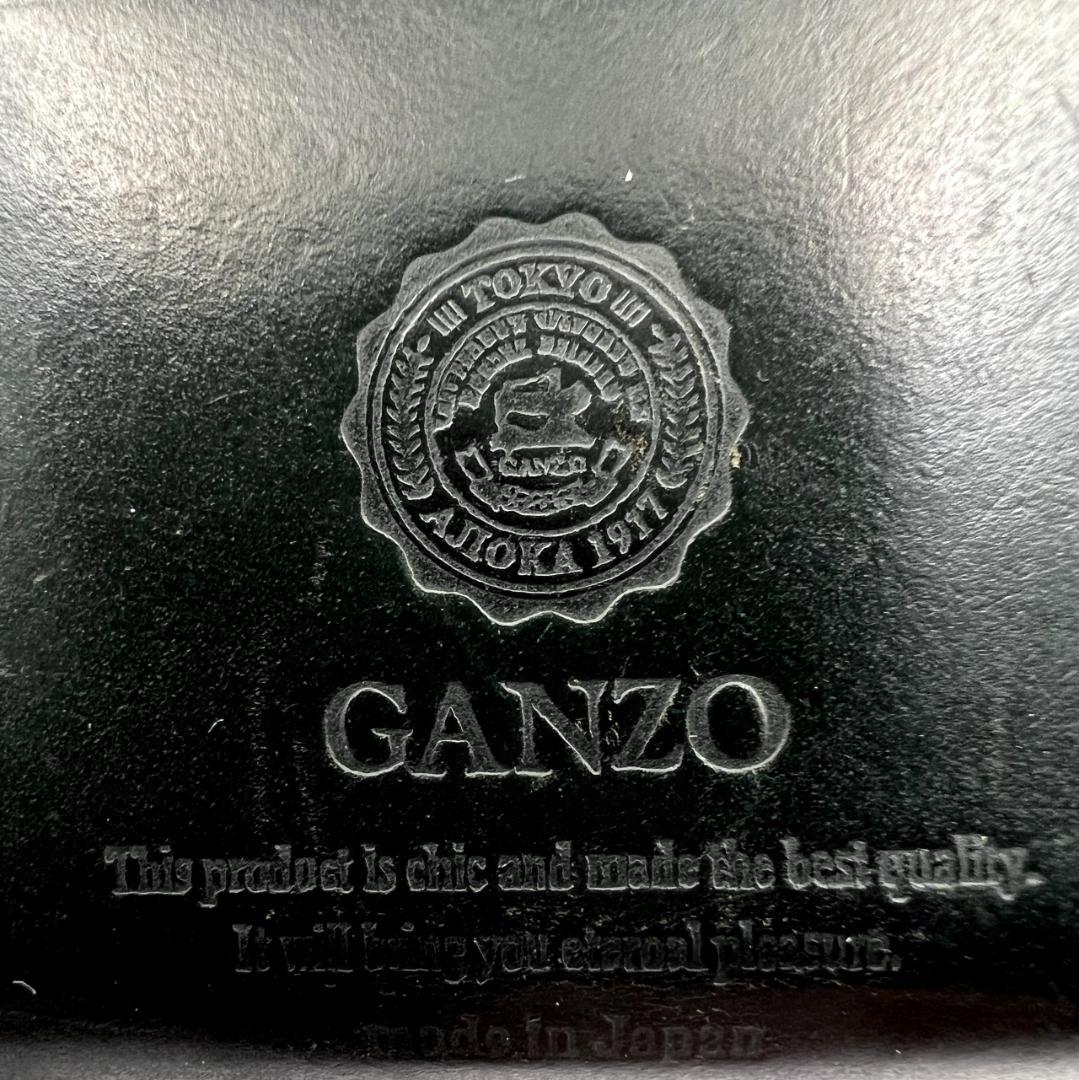 TOKYO
GANZO
AJIOKA 1917
GANZO
This product is chic and made the best quality.
It will bring you eternal pleasure.
made in Japan